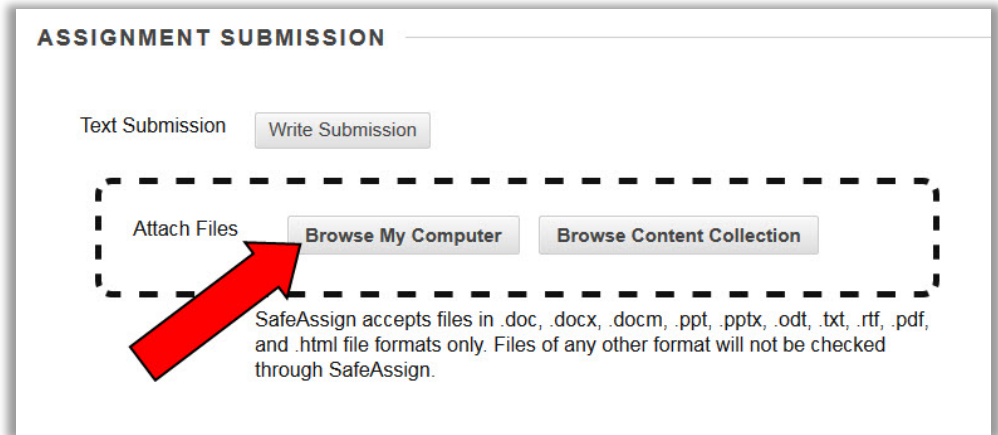 ASSIGNMENT SUBMISSION
Text Submission Write Submission
Attach Files Browse My Computer Browse Content Collection
SafeAssign accepts files in .doc, .docx, .docm, .ppt, .pptx, .odt, .txt, .rtf, .pdf,
and .html file formats only. Files of any other format will not be checked
through SafeAssign.